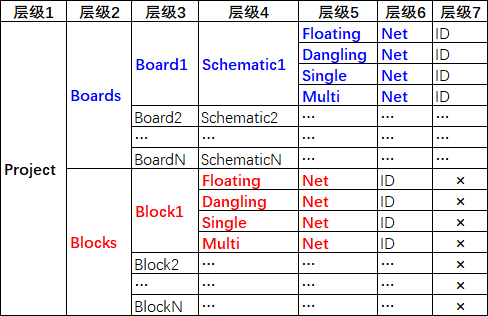 层级1 层级2 层级3 层级4 层级5 层级6 层级7
Project Boards Board1 Schematic1 Floating Net ID
Dangling Net ID
Single Net ID
Multi Net ID
Board2 Schematic2 ... ... ...
... ... ... ... ...
BoardN SchematicN ... ... ...
Blocks Block1 Floating Net ID ×
Dangling Net ID ×
Single Net ID ×
Multi Net ID ×
Block2 ... ... ... ×
... ... ... ... ×
BlockN ... ... ... ×